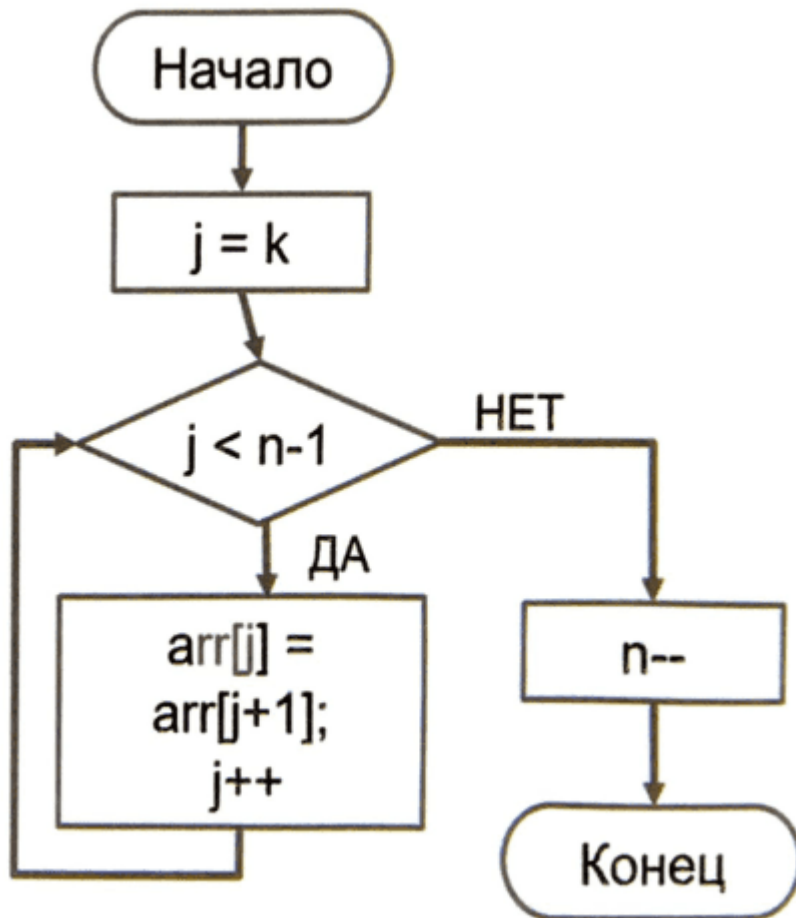 Начало
j = k
j < n-1
НЕТ
ДА
arr[j] =
arr[j+1];
j++
n--
Конец